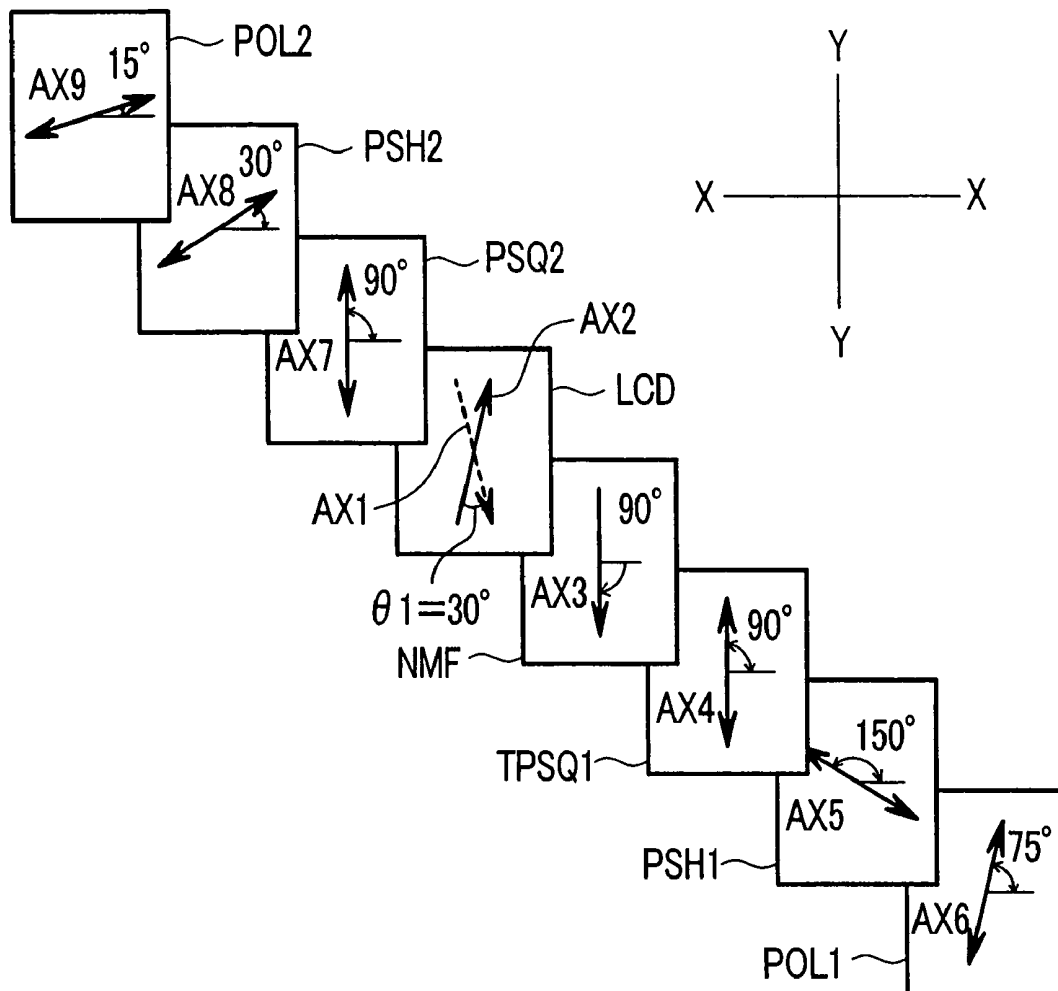 POL2
15°
AX9
PSH2
30°
AX8
Y
X X
Y
PSQ2
90°
AX7
AX2
LCD
AX1
θ1=30°
90°
AX3
NMF
90°
AX4
TPSQ1
150°
AX5
PSH1
75°
AX6
POL1